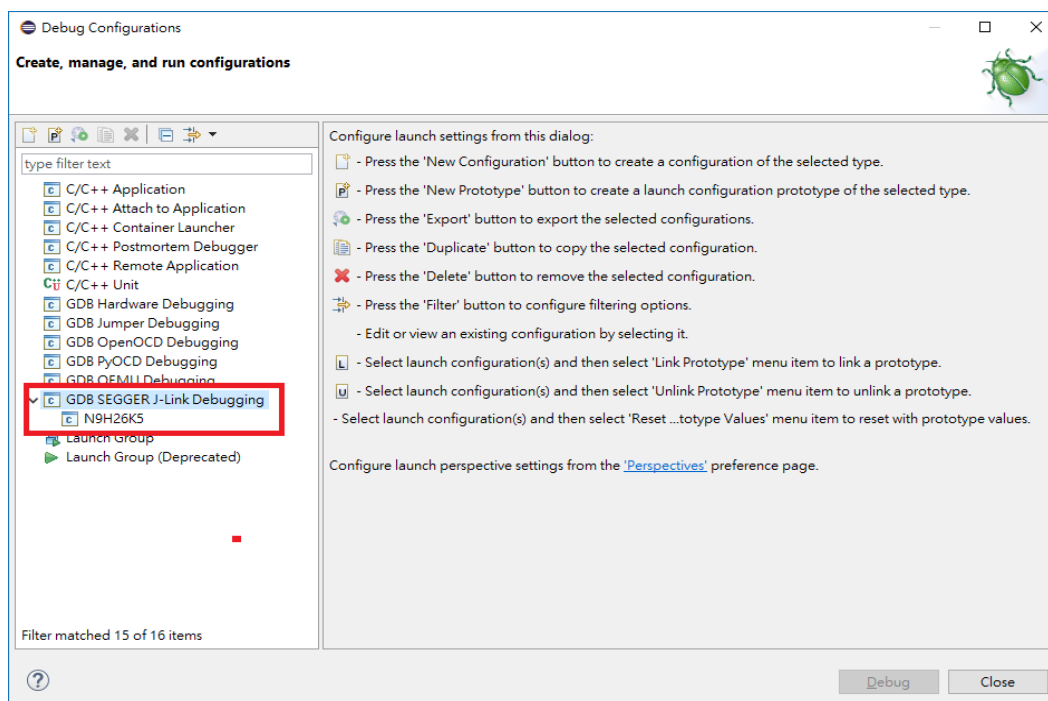 Debug Configurations
Create, manage, and run configurations
type filter text
C/C++ Application
C/C++ Attach to Application
C/C++ Container Launcher
C/C++ Postmortem Debugger
C/C++ Remote Application
C/C++ Unit
GDB Hardware Debugging
GDB Jumper Debugging
GDB OpenOCD Debugging
GDB PyOCD Debugging
GDB QEMU Debugging
GDB SEGGER J-Link Debugging
N9H26K5
Launch Group
Launch Group (Deprecated)
Filter matched 15 of 16 items
Configure launch settings from this dialog:
- Press the 'New Configuration' button to create a configuration of the selected type.
- Press the 'New Prototype' button to create a launch configuration prototype of the selected type.
- Press the 'Export' button to export the selected configurations.
- Press the 'Duplicate' button to copy the selected configuration.
- Press the 'Delete' button to remove the selected configuration.
- Press the 'Filter' button to configure filtering options.
- Edit or view an existing configuration by selecting it.
- Select launch configuration(s) and then select 'Link Prototype' menu item to link a prototype.
- Select launch configuration(s) and then select 'Unlink Prototype' menu item to unlink a prototype.
- Select launch configuration(s) and then select 'Reset ...totype Values' menu item to reset with prototype values.
Configure launch perspective settings from the 'Perspectives' preference page.
Debug
Close